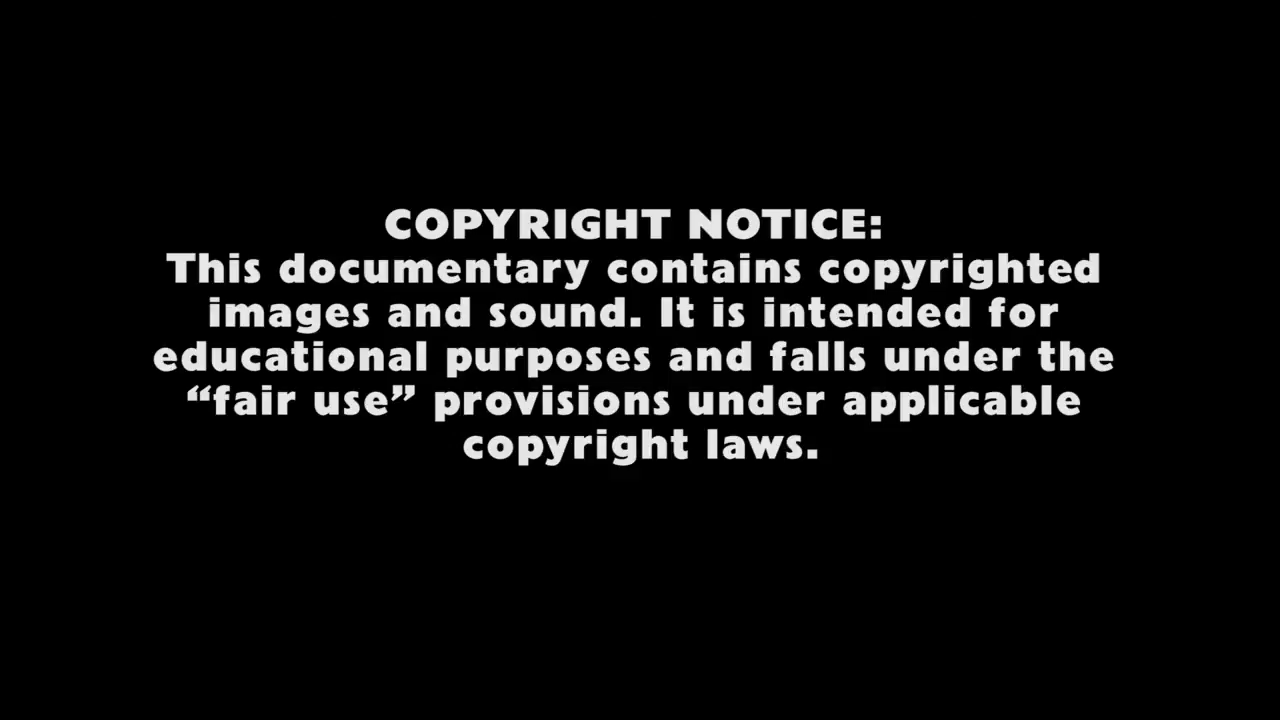 COPYRIGHT NOTICE:
This documentary contains copyrighted
images and sound. It is intended for
educational purposes and falls under the
“fair use” provisions under applicable
copyright laws.